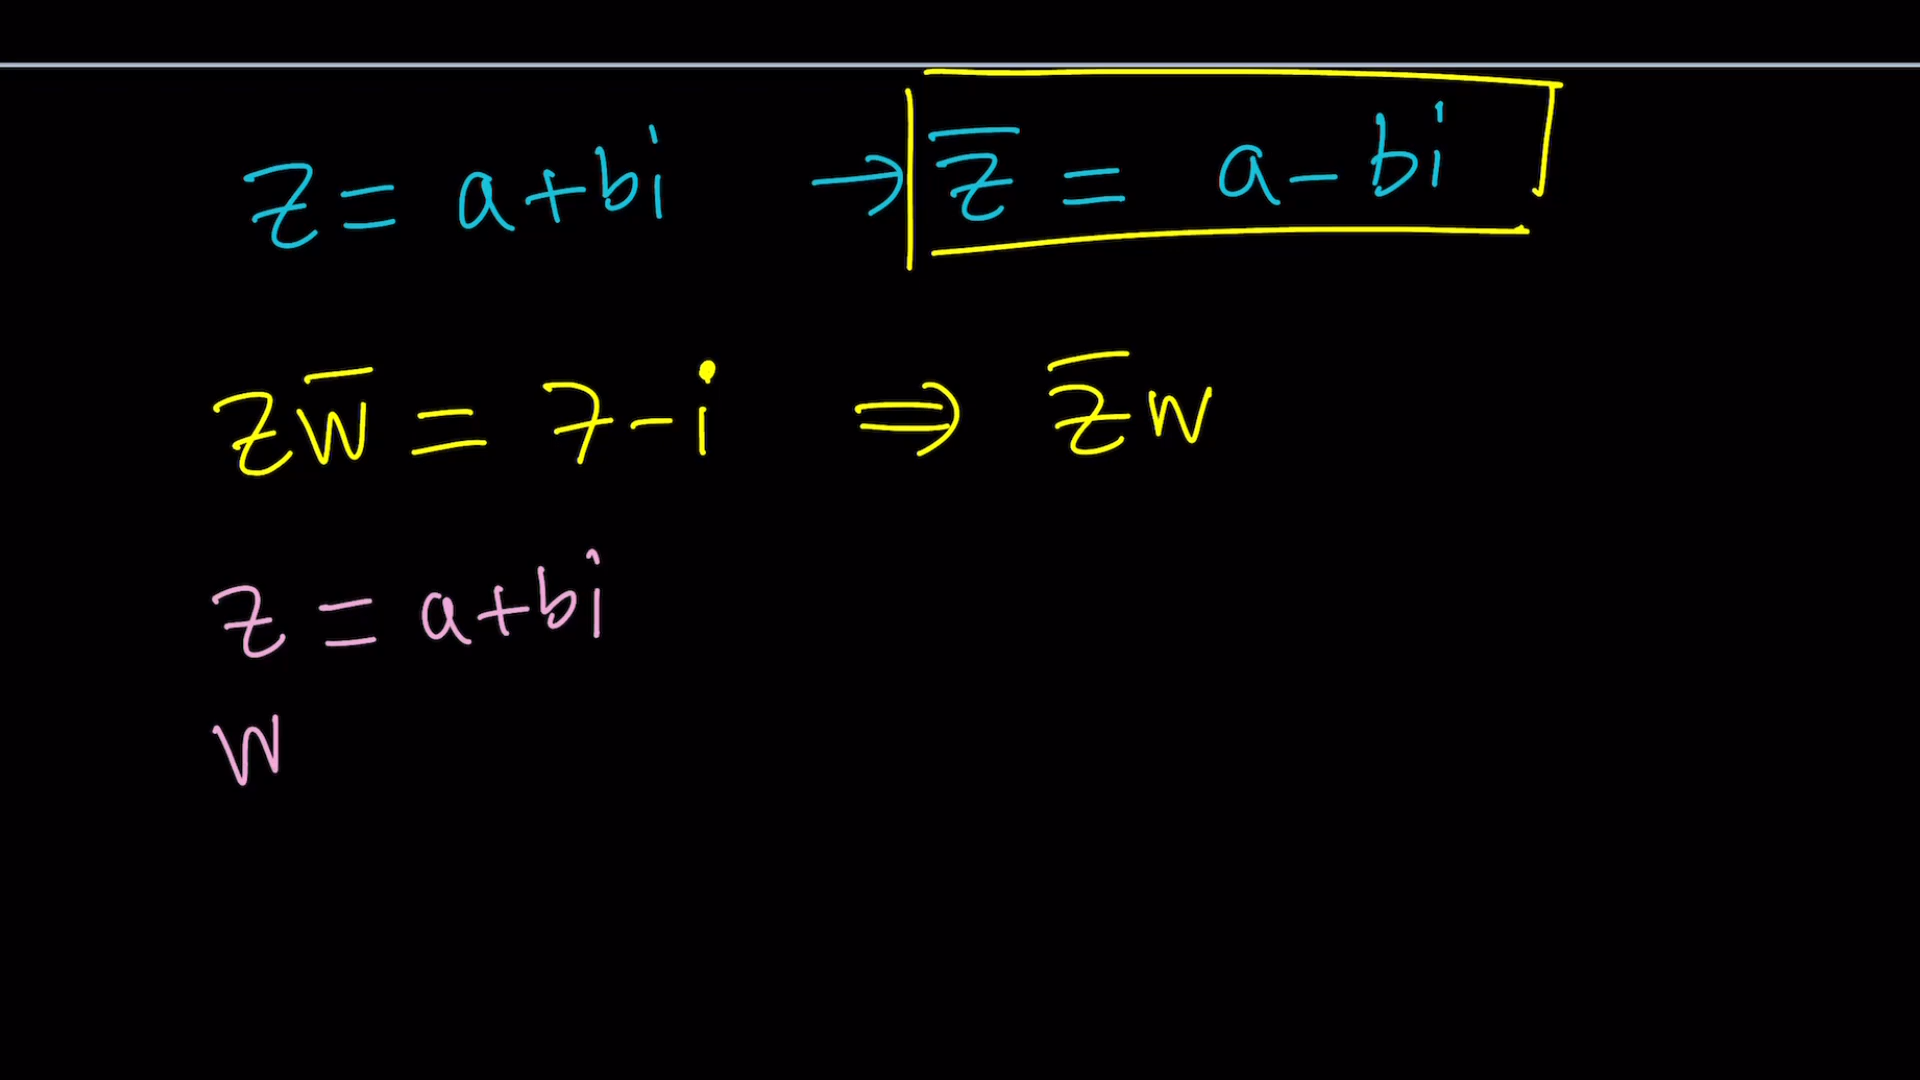 z = a+bi → z̅ = a - bi
zw̅ = 7 - i ⇒ z̅w
z = a+bi
w